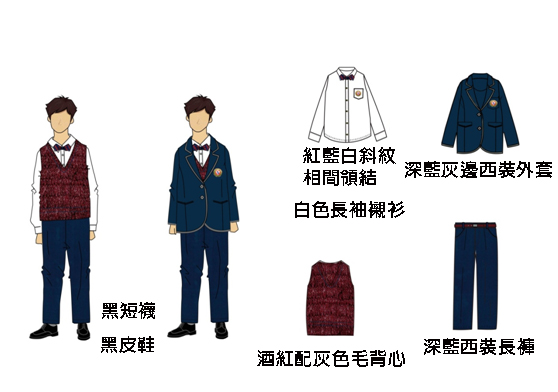 紅藍白斜紋
相間領結
深藍灰邊西裝外套
白色長袖襯衫
黑短襪
黑皮鞋
酒紅配灰色毛背心
深藍西裝長褲